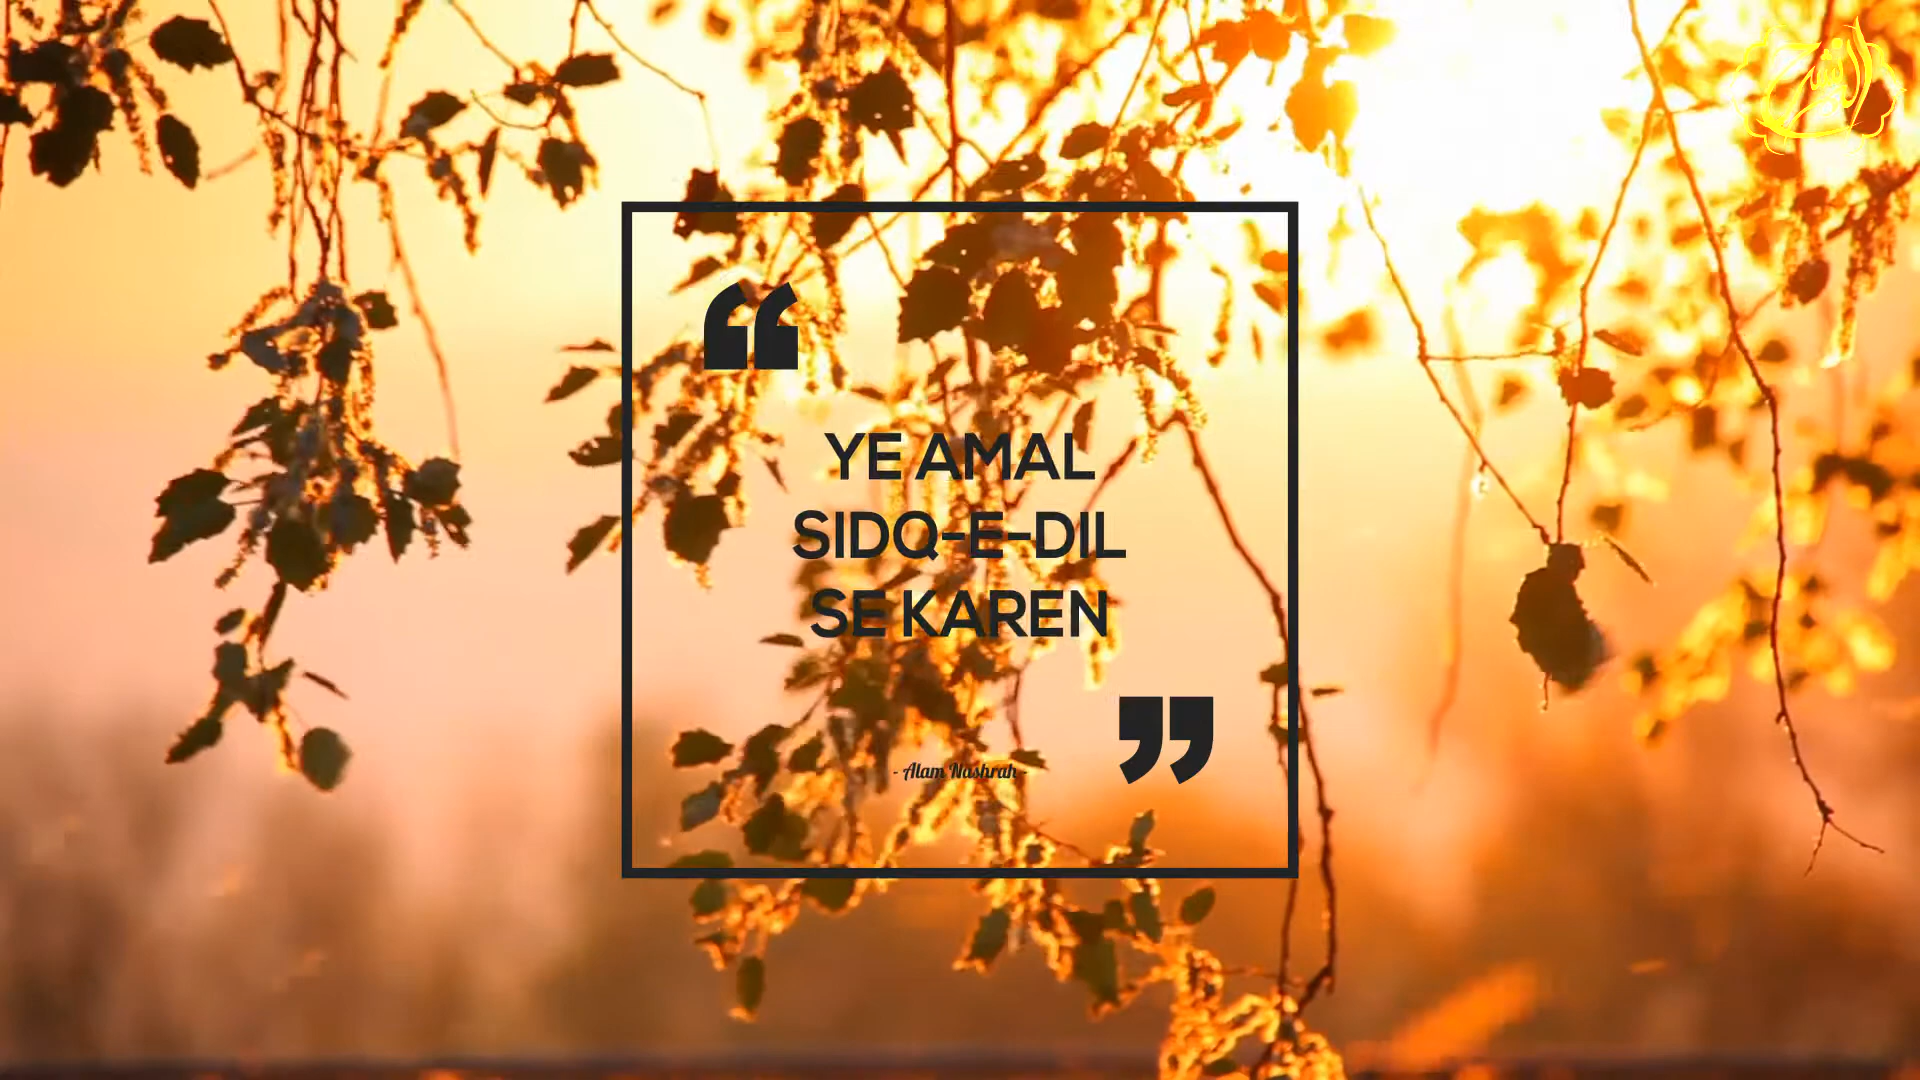 “
YE AMAL
SIDQ-E-DIL
SE KAREN
”
- Alam Nashrah -